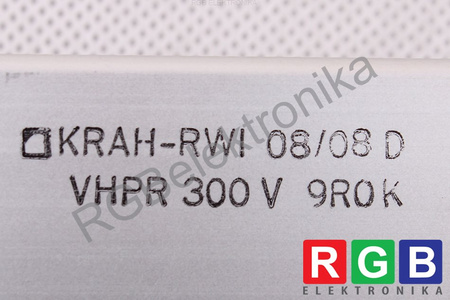 KRAH-RWI 08/08 D
VHPR 300 V 9R0K
RGBelektronika
RGB
ELEKTRONIKA